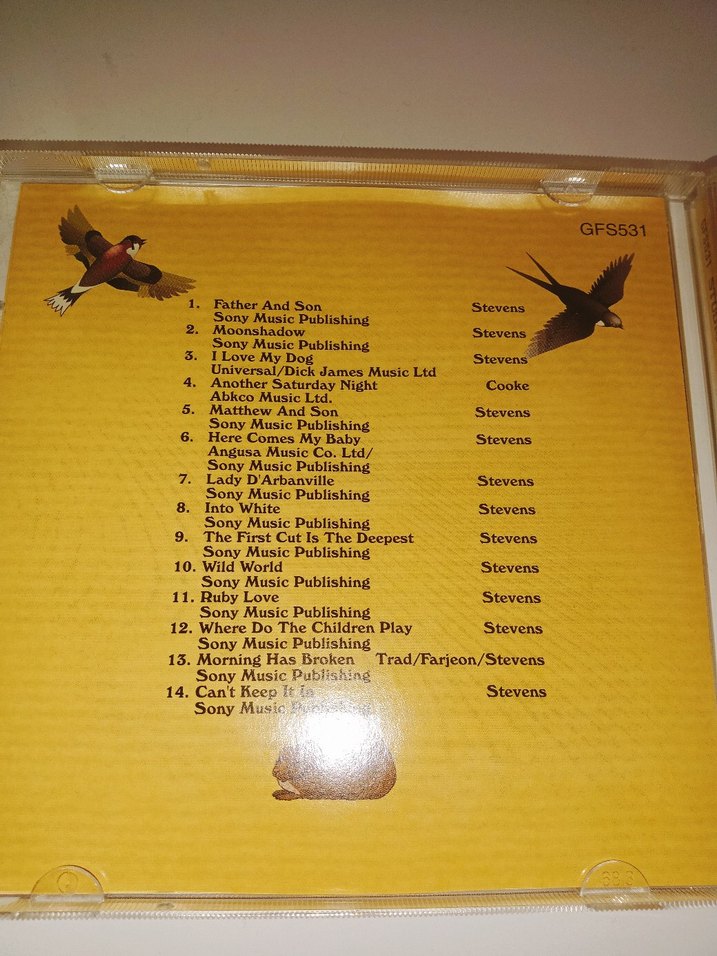 GFS531
1. Father And Son Stevens
Sony Music Publishing
2. Moonshadow Stevens
Sony Music Publishing
3. I Love My Dog Stevens
Universal/Dick James Music Ltd
4. Another Saturday Night Cooke
Abkco Music Ltd.
5. Matthew And Son Stevens
Sony Music Publishing
6. Here Comes My Baby Stevens
Angusa Music Co. Ltd/
Sony Music Publishing
7. Lady D'Arbanville Stevens
Sony Music Publishing
8. Into White Stevens
Sony Music Publishing
9. The First Cut Is The Deepest Stevens
Sony Music Publishing
10. Wild World Stevens
Sony Music Publishing
11. Ruby Love Stevens
Sony Music Publishing
12. Where Do The Children Play Stevens
Sony Music Publishing
13. Morning Has Broken Trad/Farjeon/Stevens
Sony Music Publishing
14. Can't Keep It In Stevens
Sony Music Publishing